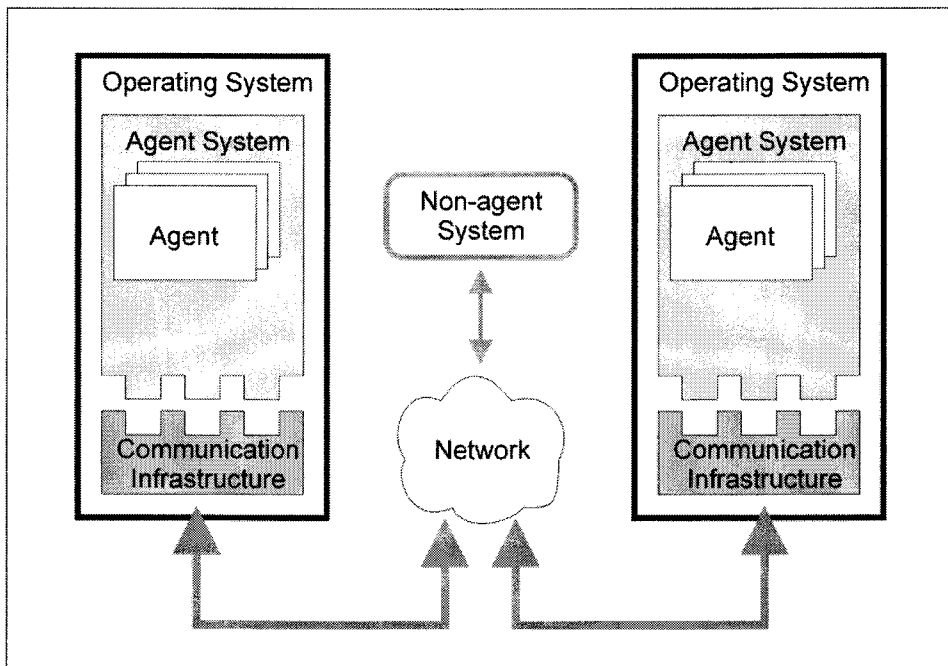 Operating System
Agent System
Agent
Communication
Infrastructure
Non-agent
System
Network
Operating System
Agent System
Agent
Communication
Infrastructure